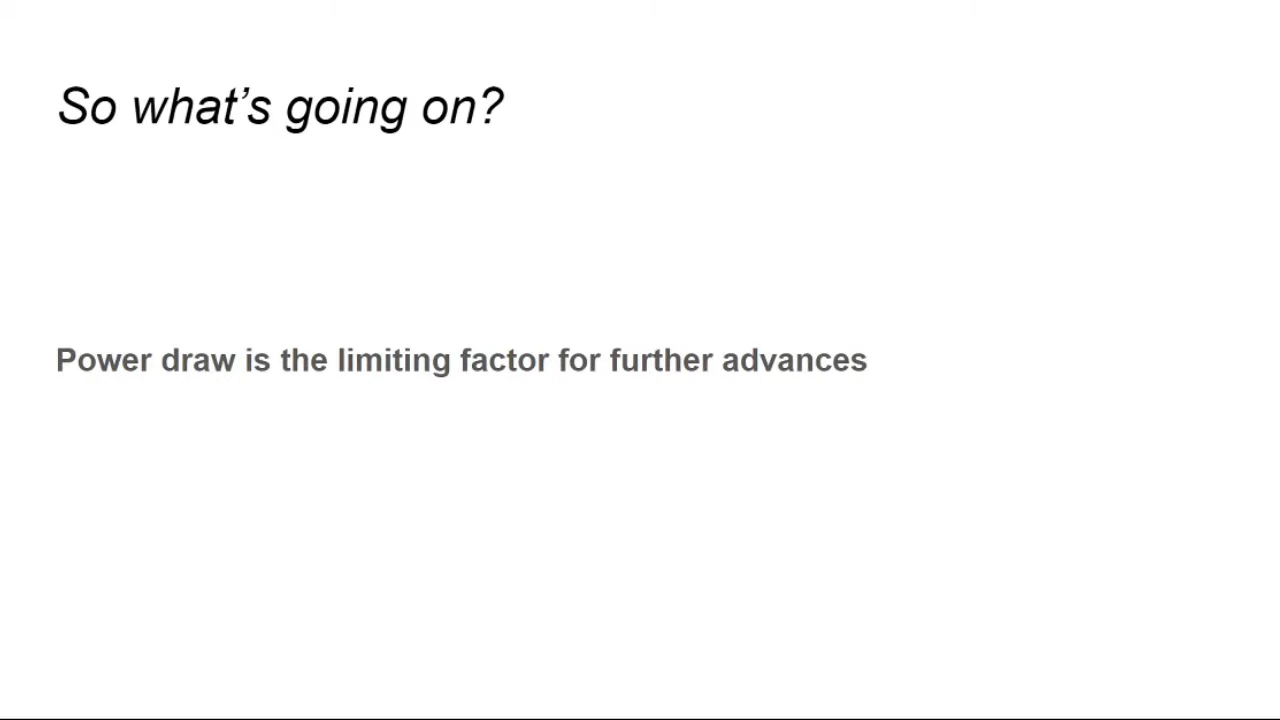 So what’s going on?
Power draw is the limiting factor for further advances